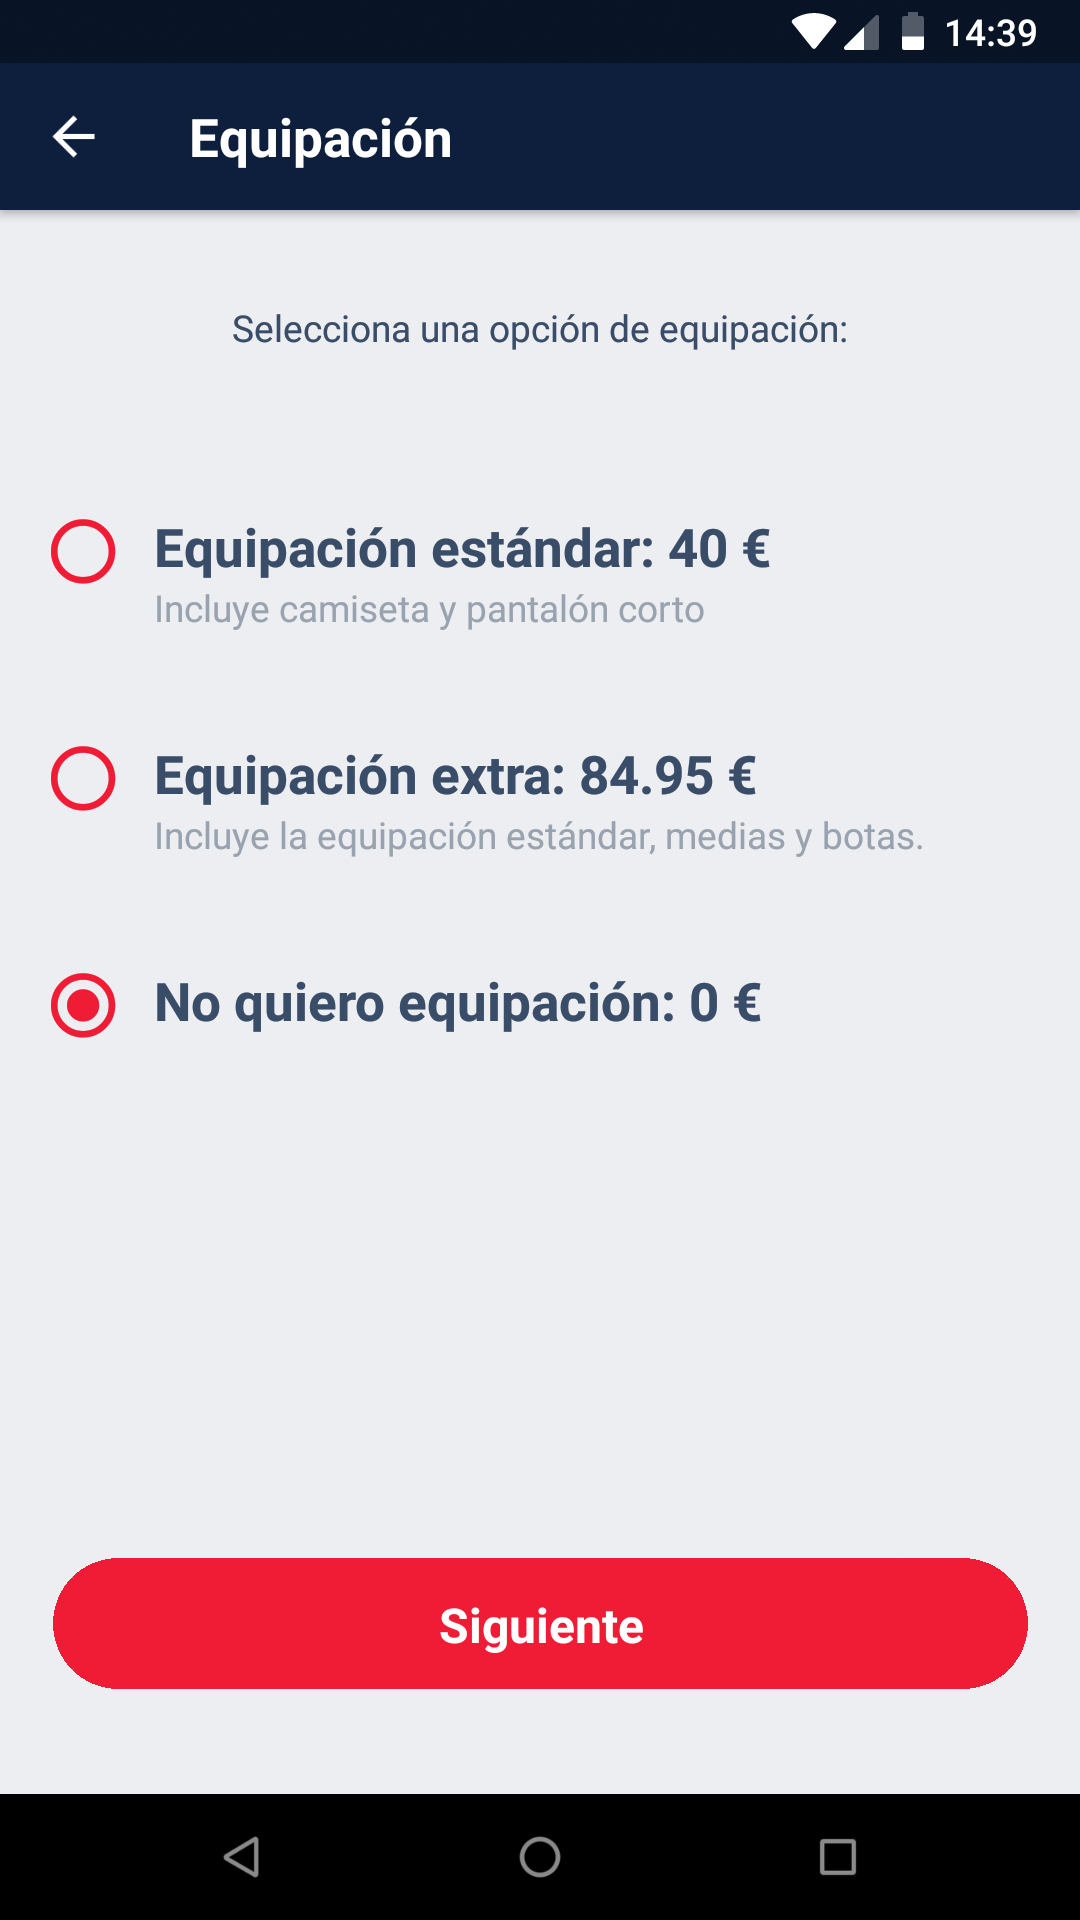 14:39
Equipación
Selecciona una opción de equipación:
Equipación estándar: 40 €
Incluye camiseta y pantalón corto
Equipación extra: 84.95 €
Incluye la equipación estándar, medias y botas.
No quiero equipación: 0 €
Siguiente